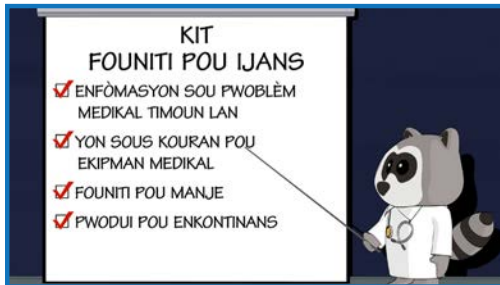 KIT
FOUNITI POU IJANS
ENFÒMASYON SOU PWOBLÈM
MEDIKAL TIMOUN LAN
YON SOUS KOURAN POU
EKIPMAN MEDIKAL
FOUNITI POU MANJE
PWODUI POU ENKONTINANS